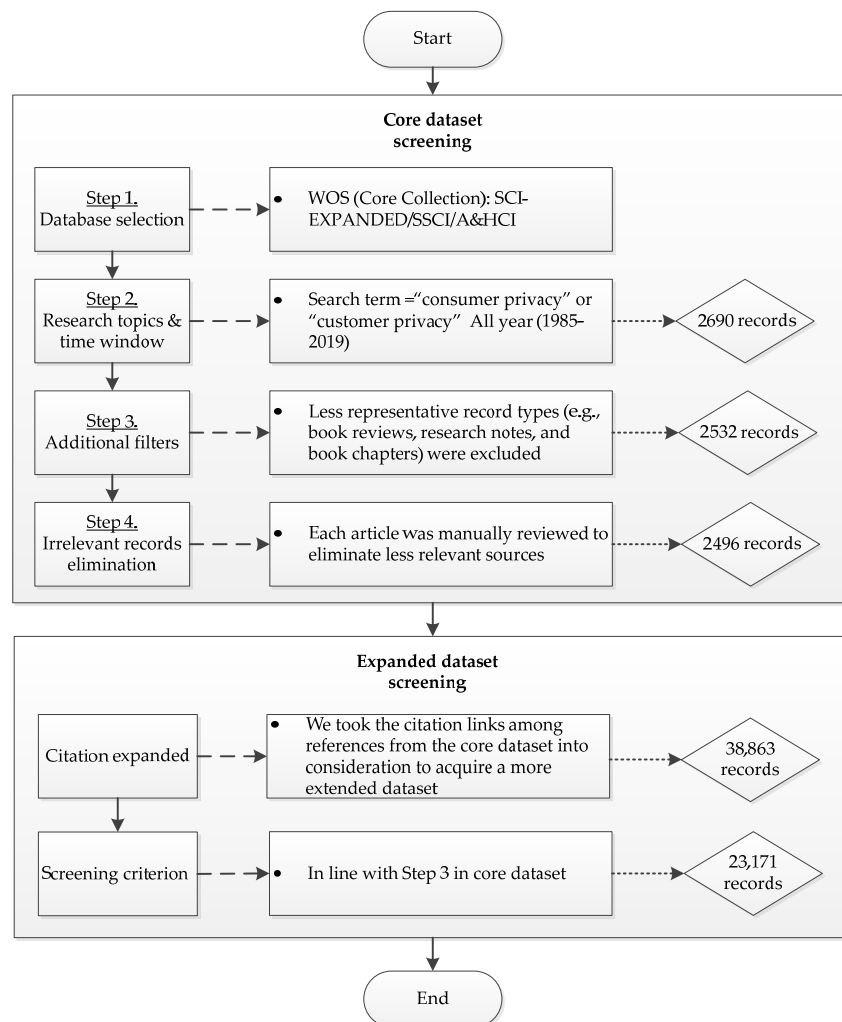 Start
Core dataset
screening
Step 1.
Database selection
• WOS (Core Collection): SCI-
EXPANDED/SSCI/A&HCI
Step 2.
Research topics &
time window
• Search term =“consumer privacy” or
“customer privacy” All year (1985–
2019)
2690 records
Step 3.
Additional filters
• Less representative record types (e.g.,
book reviews, research notes, and
book chapters) were excluded
2532 records
Step 4.
Irrelevant records
elimination
• Each article was manually reviewed to
eliminate less relevant sources
2496 records
Expanded dataset
screening
Citation expanded
• We took the citation links among
references from the core dataset into
consideration to acquire a more
extended dataset
38,863
records
Screening criterion
• In line with Step 3 in core dataset
23,171
records
End